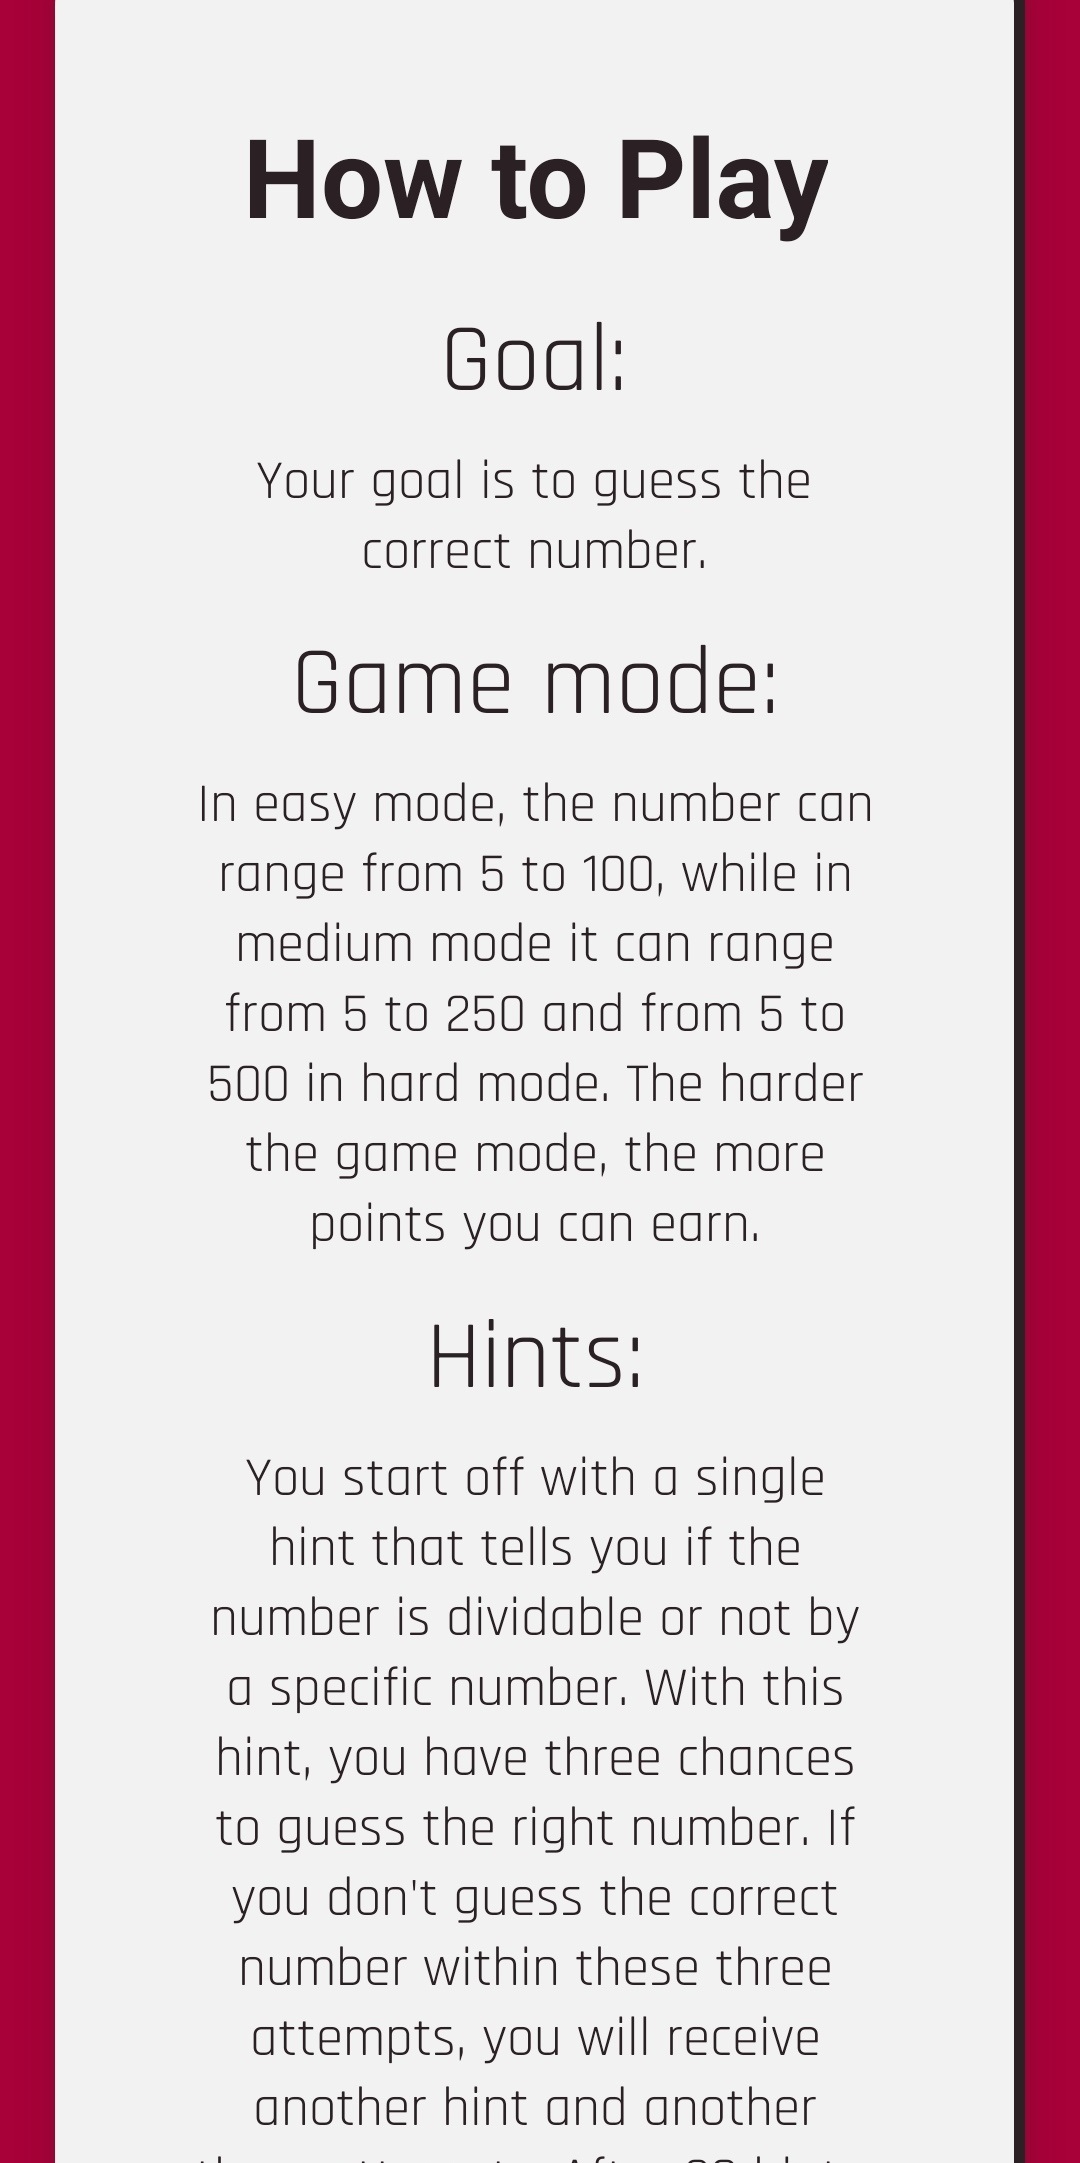 How to Play
Goal:
Your goal is to guess the
correct number.
Game mode:
In easy mode, the number can
range from 5 to 100, while in
medium mode it can range
from 5 to 250 and from 5 to
500 in hard mode. The harder
the game mode, the more
points you can earn.
Hints:
You start off with a single
hint that tells you if the
number is dividable or not by
a specific number. With this
hint, you have three chances
to guess the right number. If
you don't guess the correct
number within these three
attempts, you will receive
another hint and another